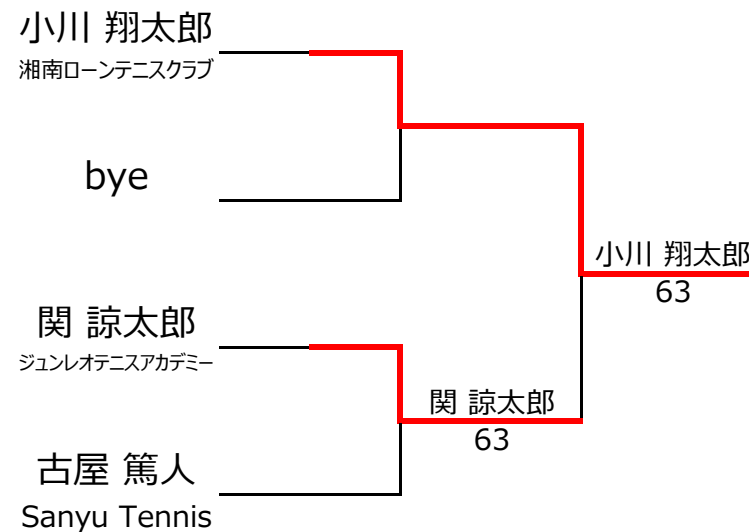 小川 翔太郎
湘南ローンテニスクラブ
bye
小川 翔太郎
63
関 諒太郎
ジュンレオテニスアカデミー
関 諒太郎
63
古屋 篤人
Sanyu Tennis